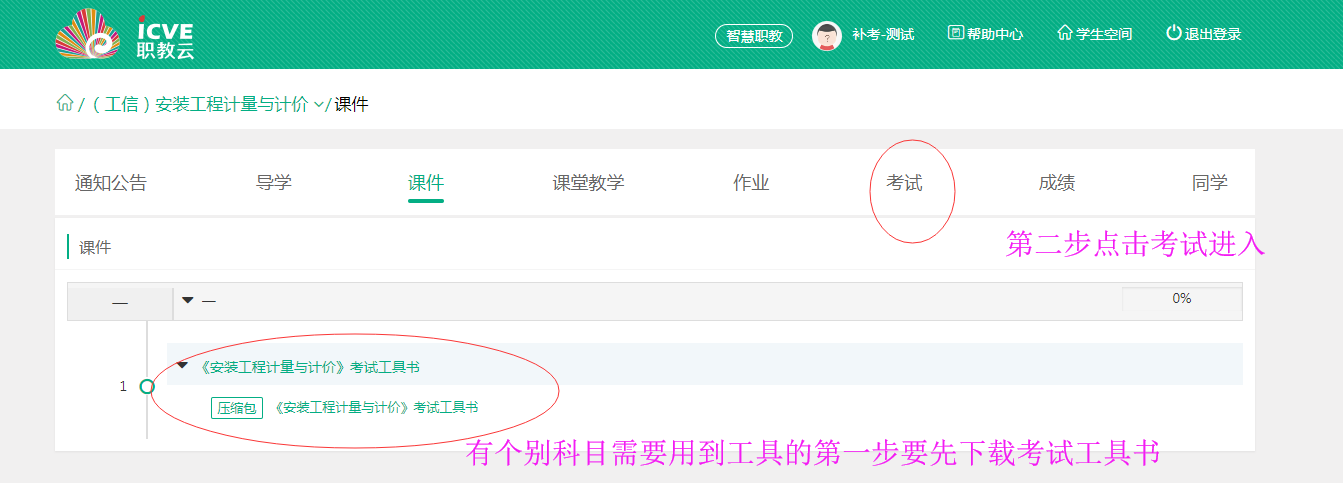 iCVE
职教云
智慧职教 补考-测试 帮助中心 学生空间 退出登录
/（工信）安装工程计量与计价 / 课件
通知公告 导学 课件 课堂教学 作业 考试 成绩 同学
第二步点击考试进入
课件
一 一 0%
《安装工程计量与计价》考试工具书
1
压缩包 《安装工程计量与计价》考试工具书
有个别科目需要用到工具的第一步要先下载考试工具书